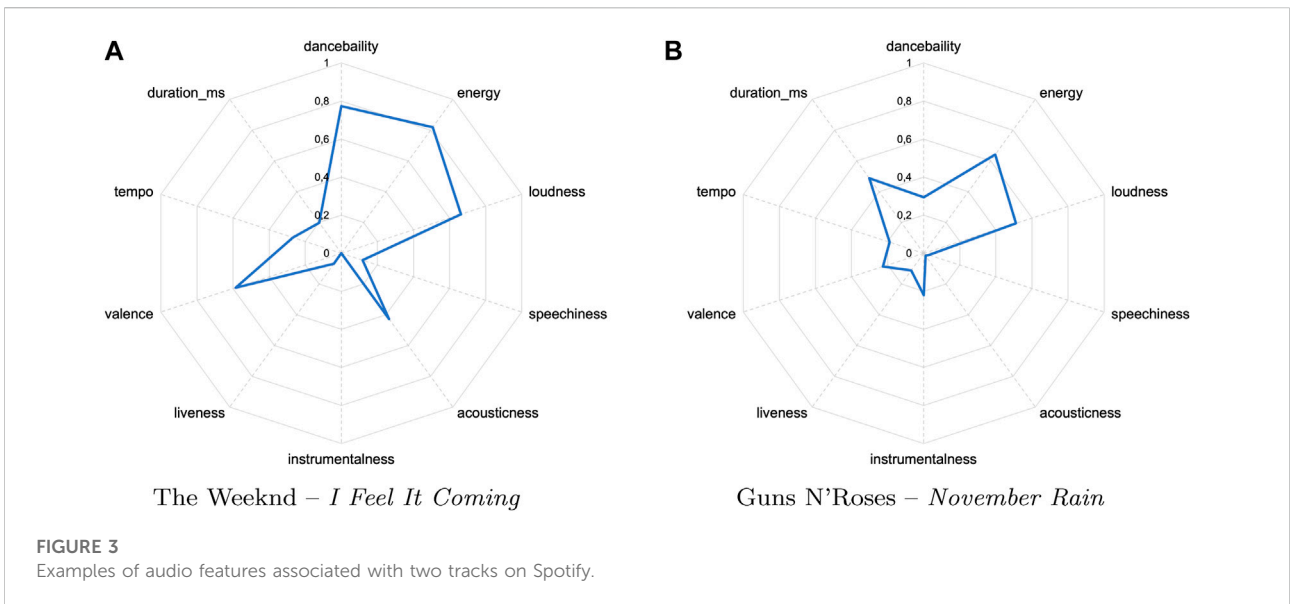 A
dancebaility
1
duration_ms
energy
0,8
0,6
tempo
loudness
0,4
0,2
0
valence
speechiness
liveness
acousticness
instrumentalness
The Weeknd – I Feel It Coming
B
dancebaility
1
duration_ms
energy
0,8
0,6
tempo
loudness
0,4
0,2
0
valence
speechiness
liveness
acousticness
instrumentalness
Guns N'Roses – November Rain
FIGURE 3
Examples of audio features associated with two tracks on Spotify.